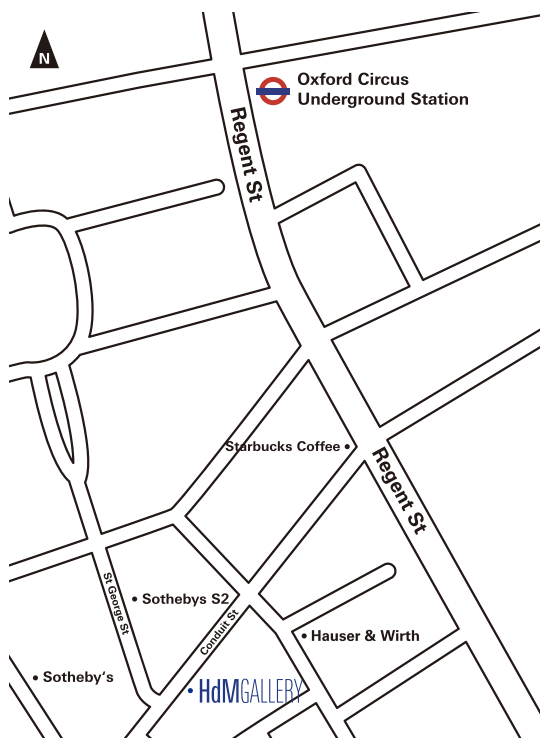 N
Oxford Circus
Underground Station
Regent St
Starbucks Coffee
Regent St
St George St
Sothebys S2
Conduit St
Hauser & Wirth
Sotheby's
HdMGALLERY